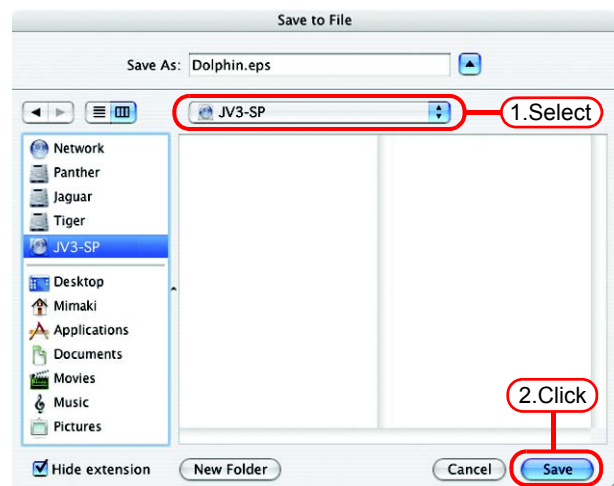 Save to File
Save As: Dolphin.eps
JV3-SP
1.Select
Network
Panther
Jaguar
Tiger
JV3-SP
Desktop
Mimaki
Applications
Documents
Movies
Music
Pictures
2.Click
Hide extension New Folder Cancel Save